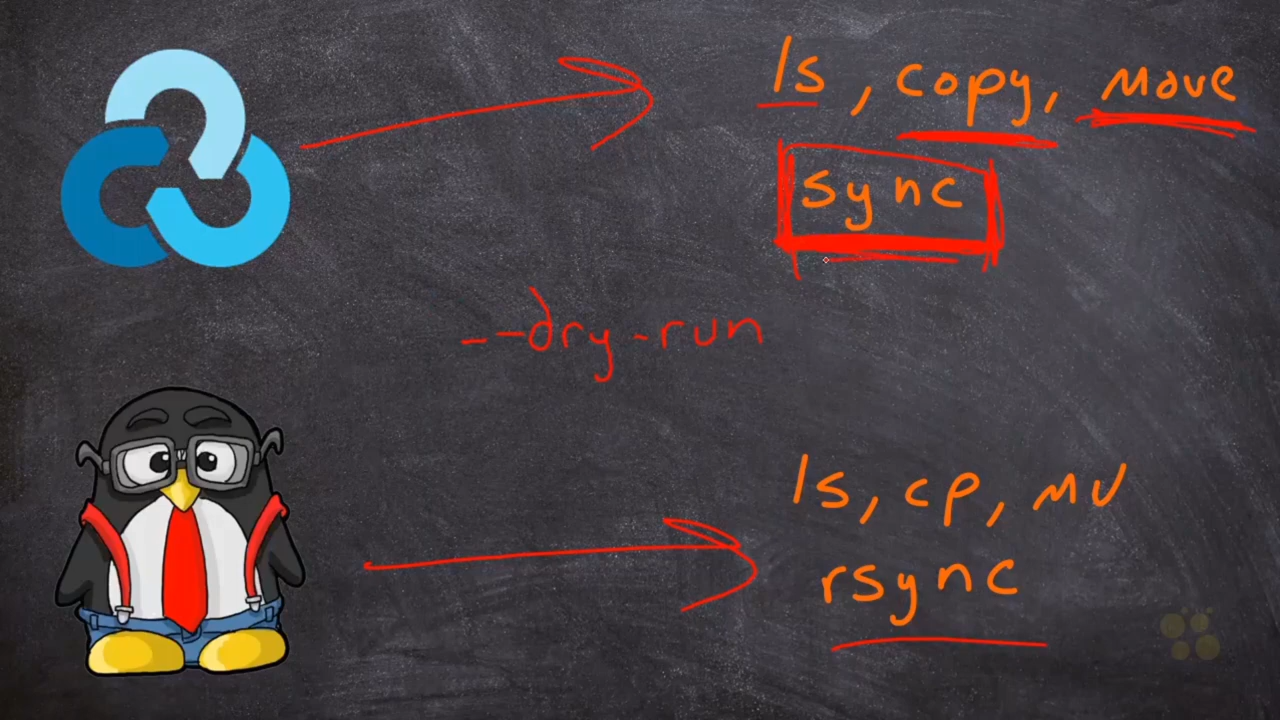 ls, copy, move
sync
--dry-run
ls, cp, mv
rsync